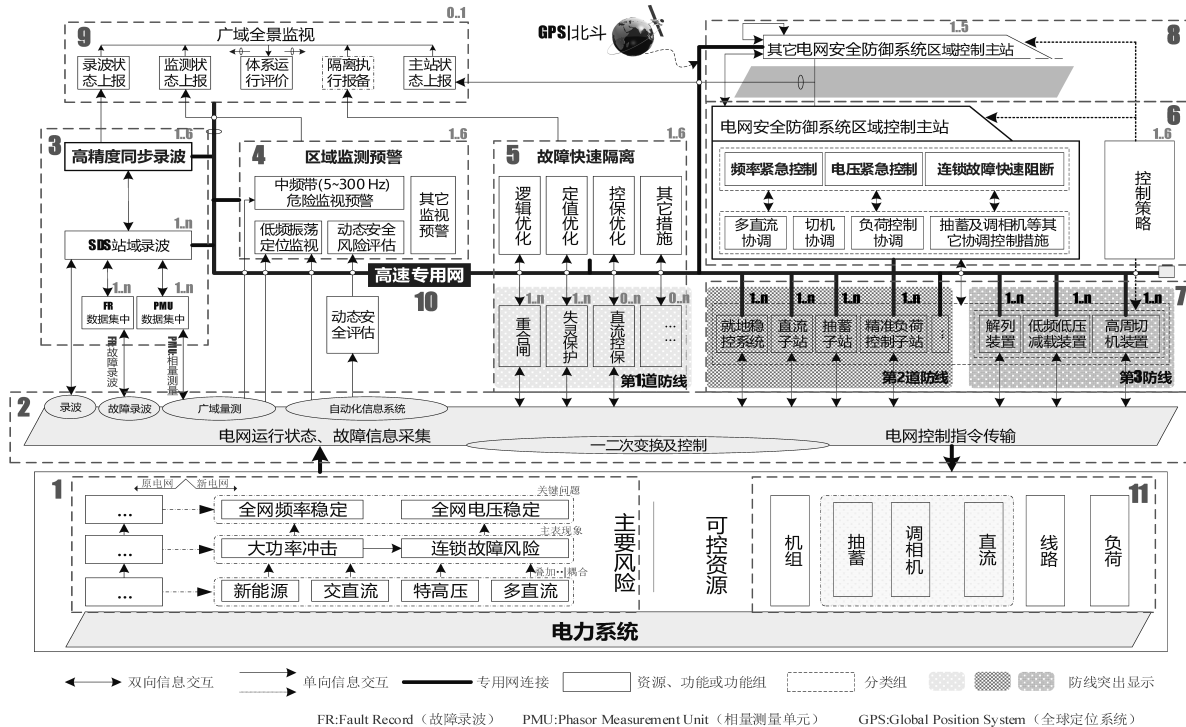 0..1
9
广域全景监视
录波状
态上报
监测状
态上报
体系运
行评价
隔离执
行报备
主站状
态上报
GPS|北斗
1..5
8
其它电网安全防御系统区域控制主站
6
电网安全防御系统区域控制主站
1..6
频率紧急控制
电压紧急控制
连锁故障快速阻断
多直流
协调
切机
协调
负荷控制
协调
抽蓄及调相机等其
它协调控制措施
控制策略
3
1..6
高精度同步录波
1..n
SDS站域录波
1..n
FR
数据集中
1..n
PMU
数据集中
FR故障录波
PMU相量测量
4
1..6
区域监测预警
中频带(5~300 Hz)
危险监视预警
低频振荡
定位监视
动态安全
风险评估
其它监视预警
动态安
全评估
5
1..6
故障快速隔离
逻辑优化
定值优化
控保优化
其它措施
高速专用网
10
1..n
重合闸
1..n
失灵保护
0..n
直流控保
0..n
...
...
第1道防线
7
1..n
就地稳
控系统
1..n
直流
子站
1..n
抽蓄
子站
1..n
精准负荷
控制子站
1..n
第2道防线
1..n
解列
装置
1..n
低频低压
减载装置
1..n
高周切
机装置
第3防线
2
录波
故障录波
广域量测
自动化信息系统
电网运行状态、故障信息采集
一二次变换及控制
电网控制指令传输
1
原电网
新电网
关键问题
...
全网频率稳定
全网电压稳定
主表现象
...
大功率冲击
连锁故障风险
叠加··|耦合
...
新能源
交直流
特高压
多直流
主要风险
可控资源
11
机组
抽蓄
调相机
直流
线路
负荷
电力系统
双向信息交互
单向信息交互
专用网连接
资源、功能或功能组
分类组
防线突出显示
FR:Fault Record（故障录波）
PMU:Phasor Measurement Unit（相量测量单元）
GPS:Global Position System（全球定位系统）